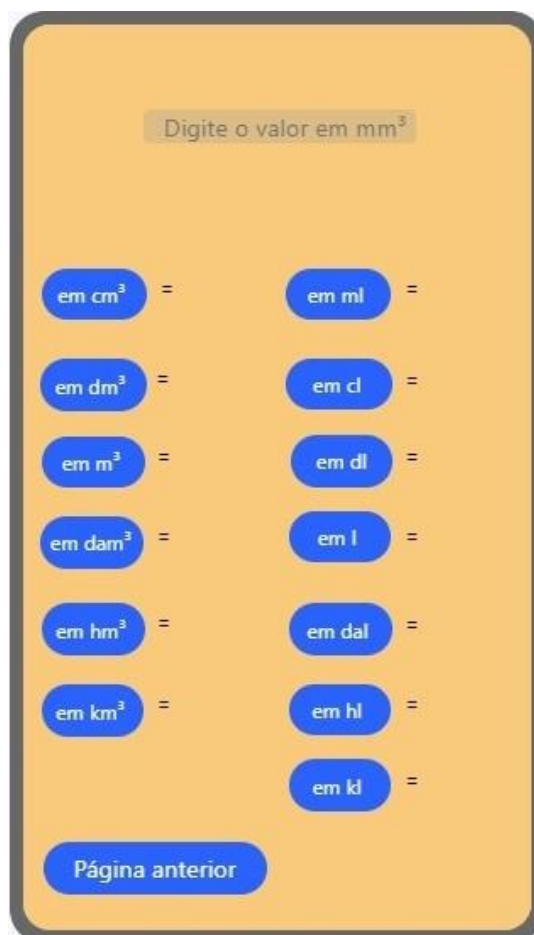 Digite o valor em mm³
em cm³ = em ml =
em dm³ = em cl =
em m³ = em dl =
em dam³ = em l =
em hm³ = em dal =
em km³ = em hl =
em kl =
Página anterior